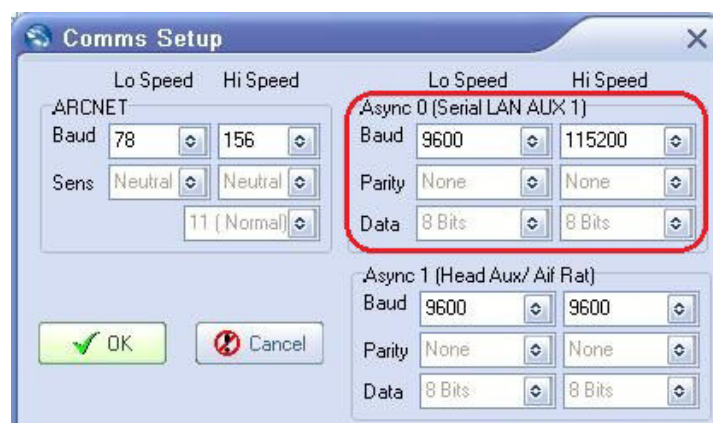 Comms Setup
Lo Speed Hi Speed
ARCNET
Baud 78 156
Sens Neutral Neutral
11 ( Normal)
Lo Speed Hi Speed
Async 0 (Serial LAN AUX 1)
Baud 9600 115200
Parity None None
Data 8 Bits 8 Bits
Async 1 (Head Aux/ Aif Rat)
Baud 9600 9600
Parity None None
Data 8 Bits 8 Bits
OK Cancel